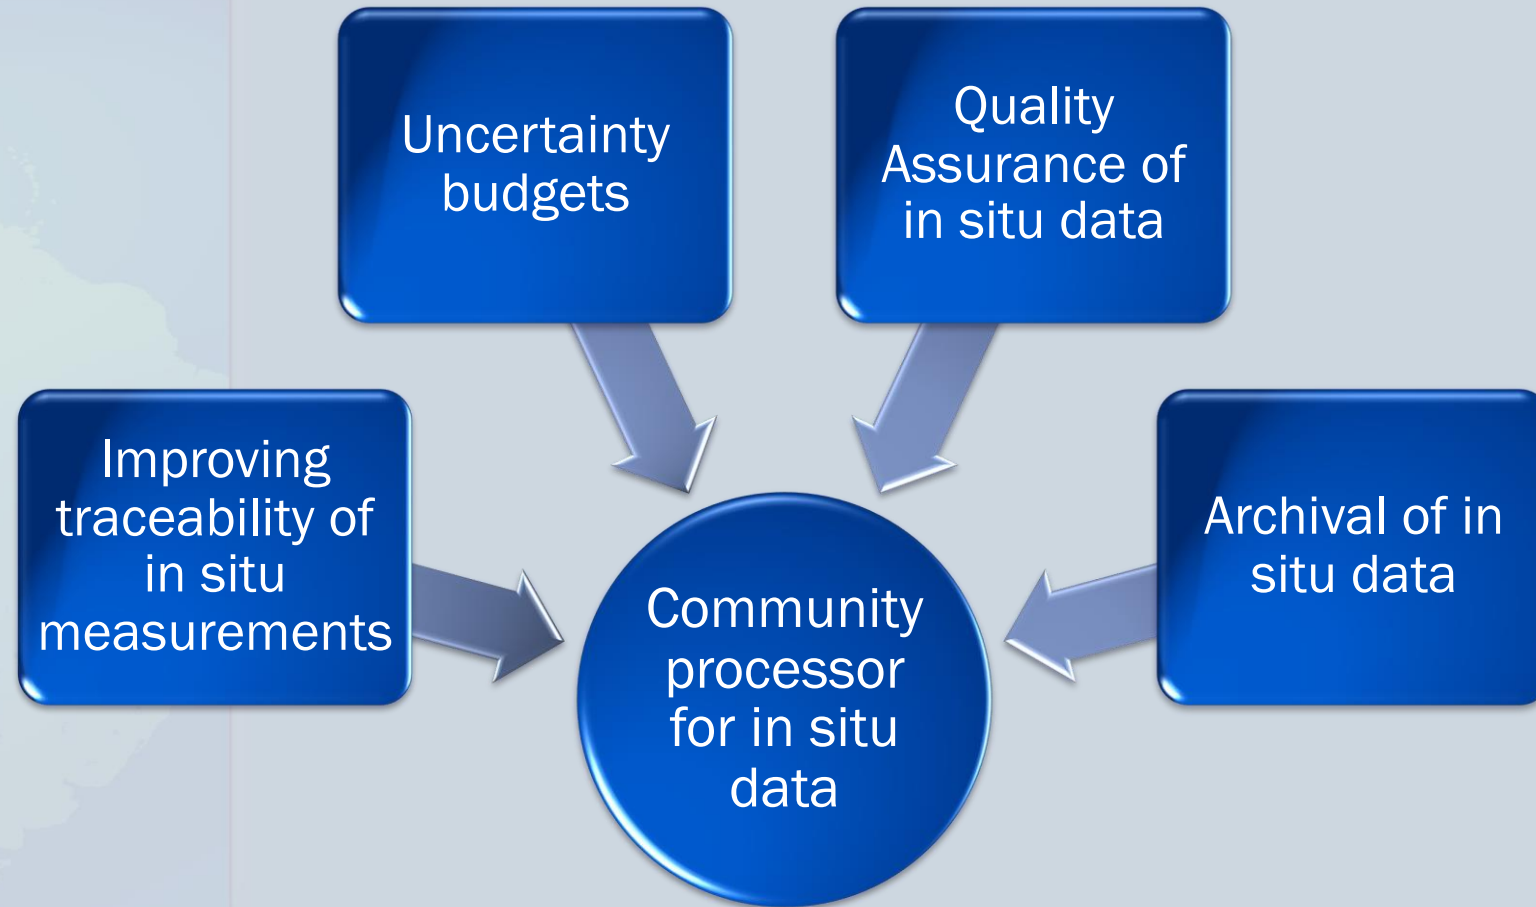 Uncertainty
budgets
Quality
Assurance of
in situ data
Improving
traceability of
in situ
measurements
Archival of in
situ data
Community
processor
for in situ
data